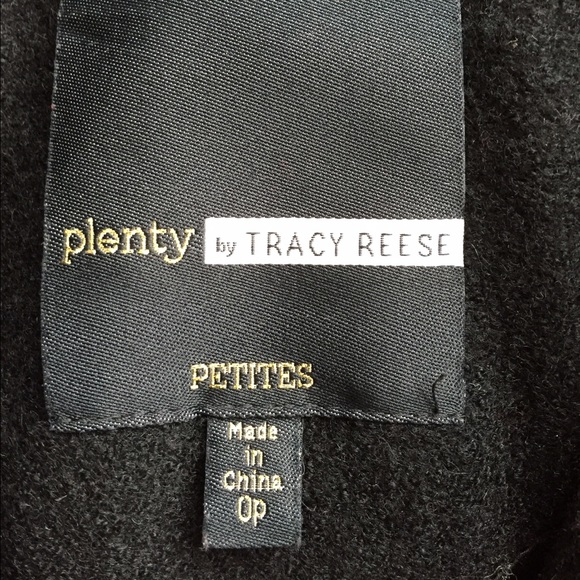 plenty by TRACY REESE
PETITES
Made
in
China
0p